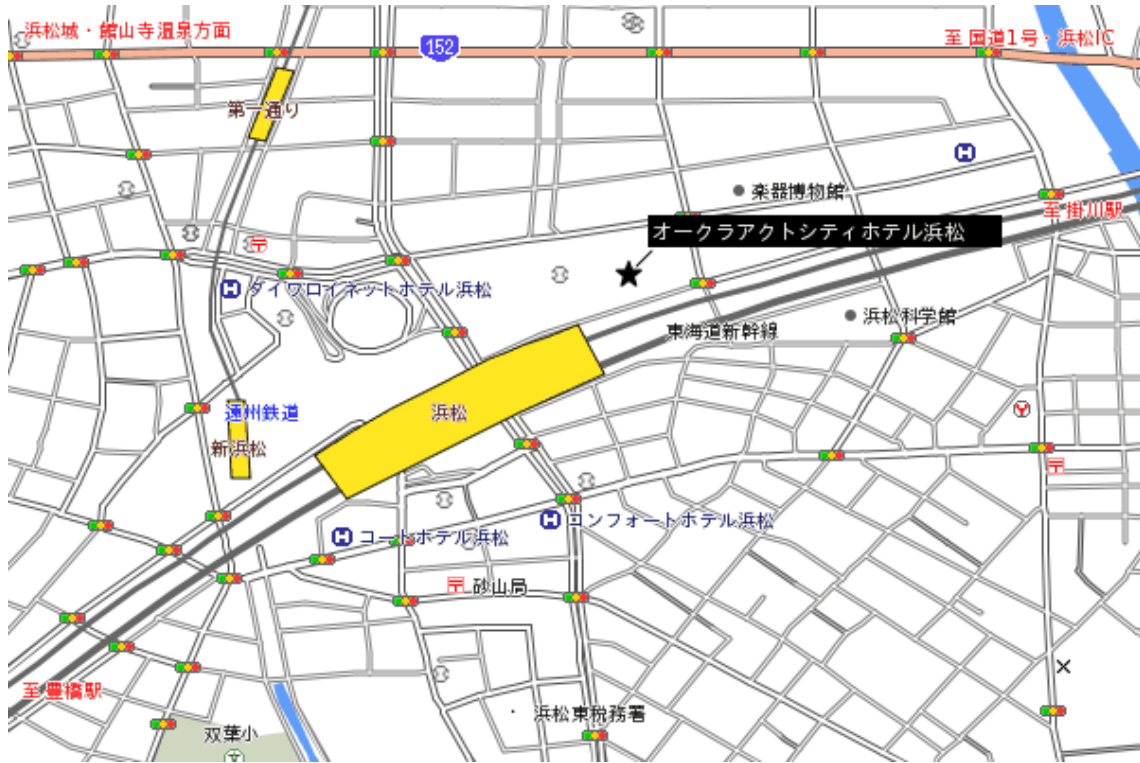 浜松城・館山寺温泉方面
152
至 国道1号・浜松IC
第一通り
楽器博物館
至 掛川駅
オークラアクトシティホテル浜松
ダイワロイネットホテル浜松
浜松科学館
東海道新幹線
遠州鉄道
浜松
新浜松
コンフォートホテル浜松
コートホテル浜松
砂山局
至 豊橋駅
浜松東税務署
双葉小